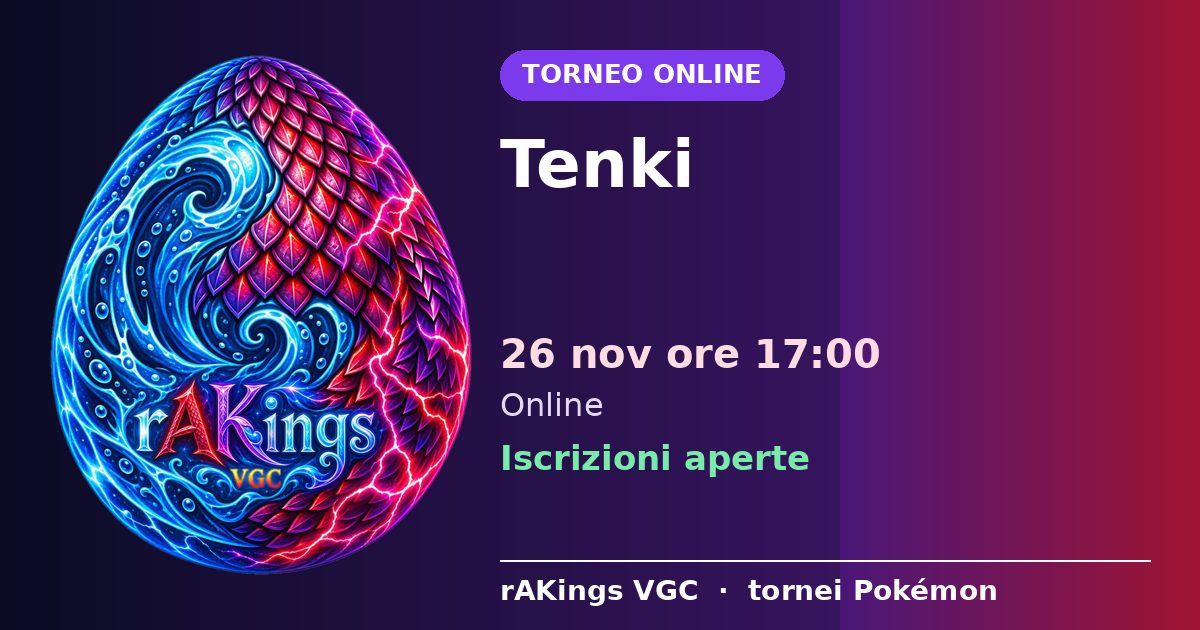 TORNEO ONLINE
Tenki
26 nov ore 17:00
Online
Iscrizioni aperte
rAKings
VGC
rAKings VGC · tornei Pokémon